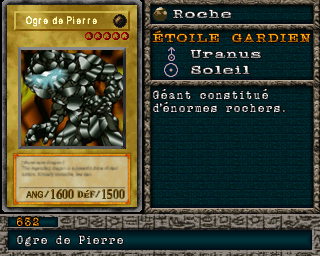 Ogre de Pierre
ANG/1600 DéF/1500
Roche
ÉTOILE GARDIEN
Uranus
Soleil
Géant constitué
d'énormes rochers.
632
Ogre de Pierre